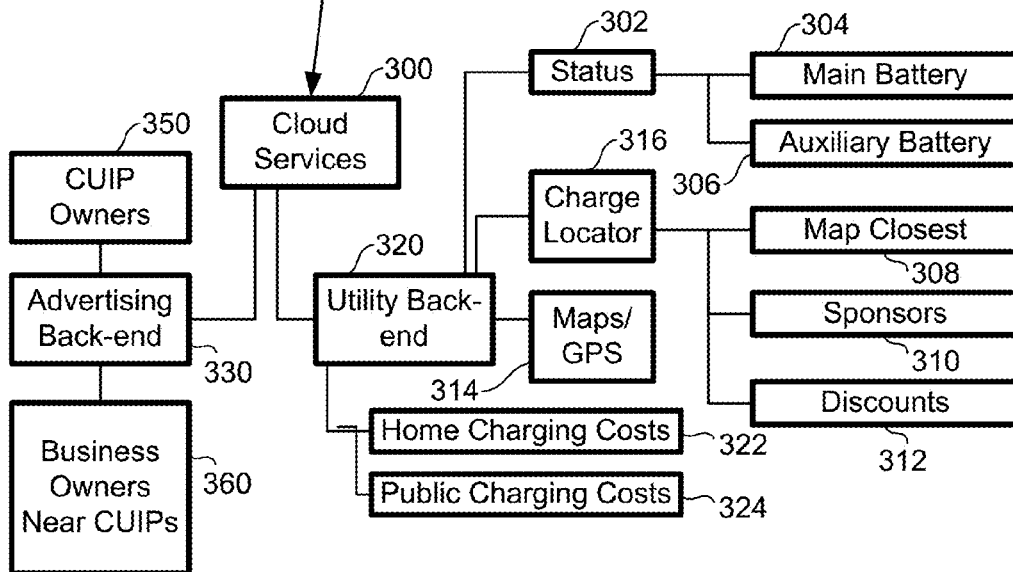 302
304
Status
Main Battery
300
Cloud
Services
350
316
Auxiliary Battery
306
CUIP
Owners
Charge
Locator
Map Closest
308
320
Advertising
Back-end
330
Utility Back-
end
Maps/
GPS
314
Sponsors
310
Home Charging Costs
322
Discounts
312
Business
Owners
Near CUIPs
360
Public Charging Costs
324